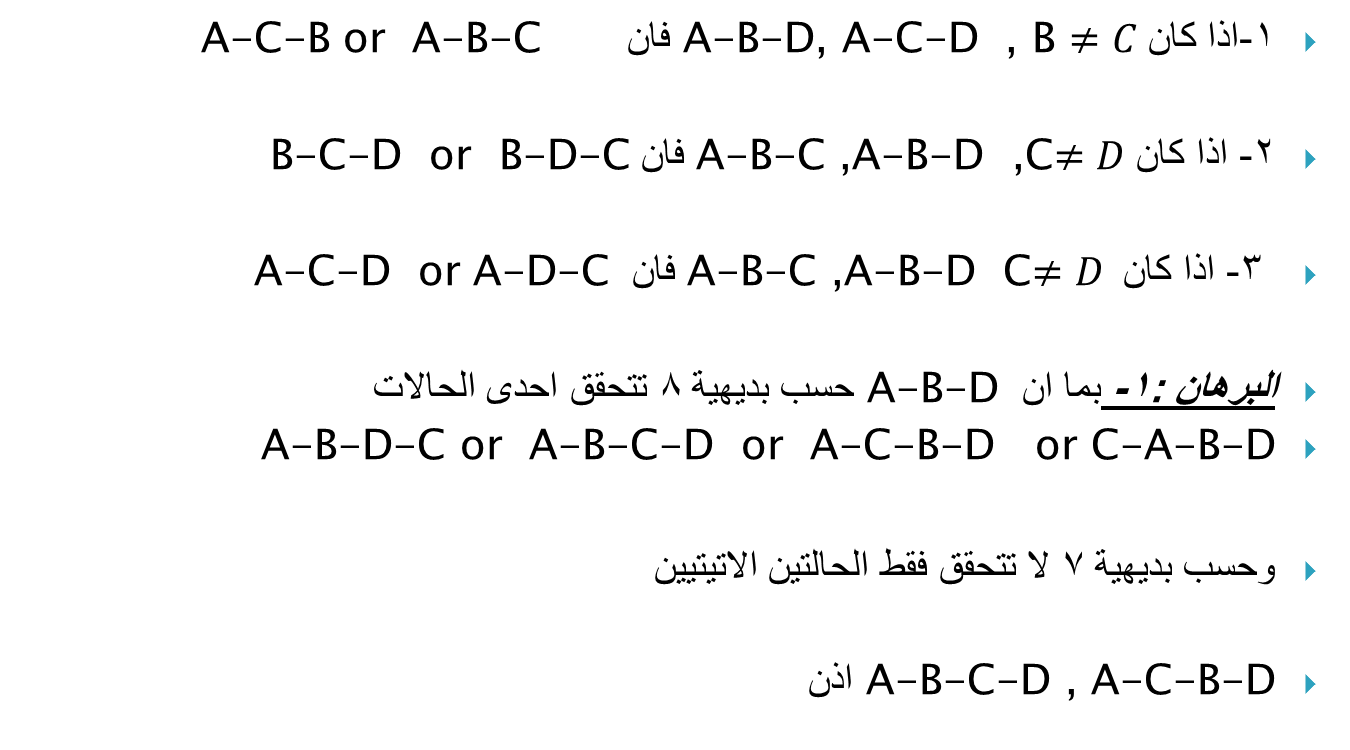 ١-اذا كان A-B-D, A-C-D , B ≠ C فان A-C-B or A-B-C
٢- اذا كان A-B-C ,A-B-D ,C≠ D فان B-C-D or B-D-C
٣- اذا كان A-B-C ,A-B-D C≠ D فان A-C-D or A-D-C
البرهان :١- بما ان A-B-D حسب بديهية ٨ تتحقق احدى الحالات
A-B-D-C or A-B-C-D or A-C-B-D or C-A-B-D
وحسب بديهية ٧ لا تتحقق فقط الحالتين الاتيتيين
A-B-C-D , A-C-B-D اذن